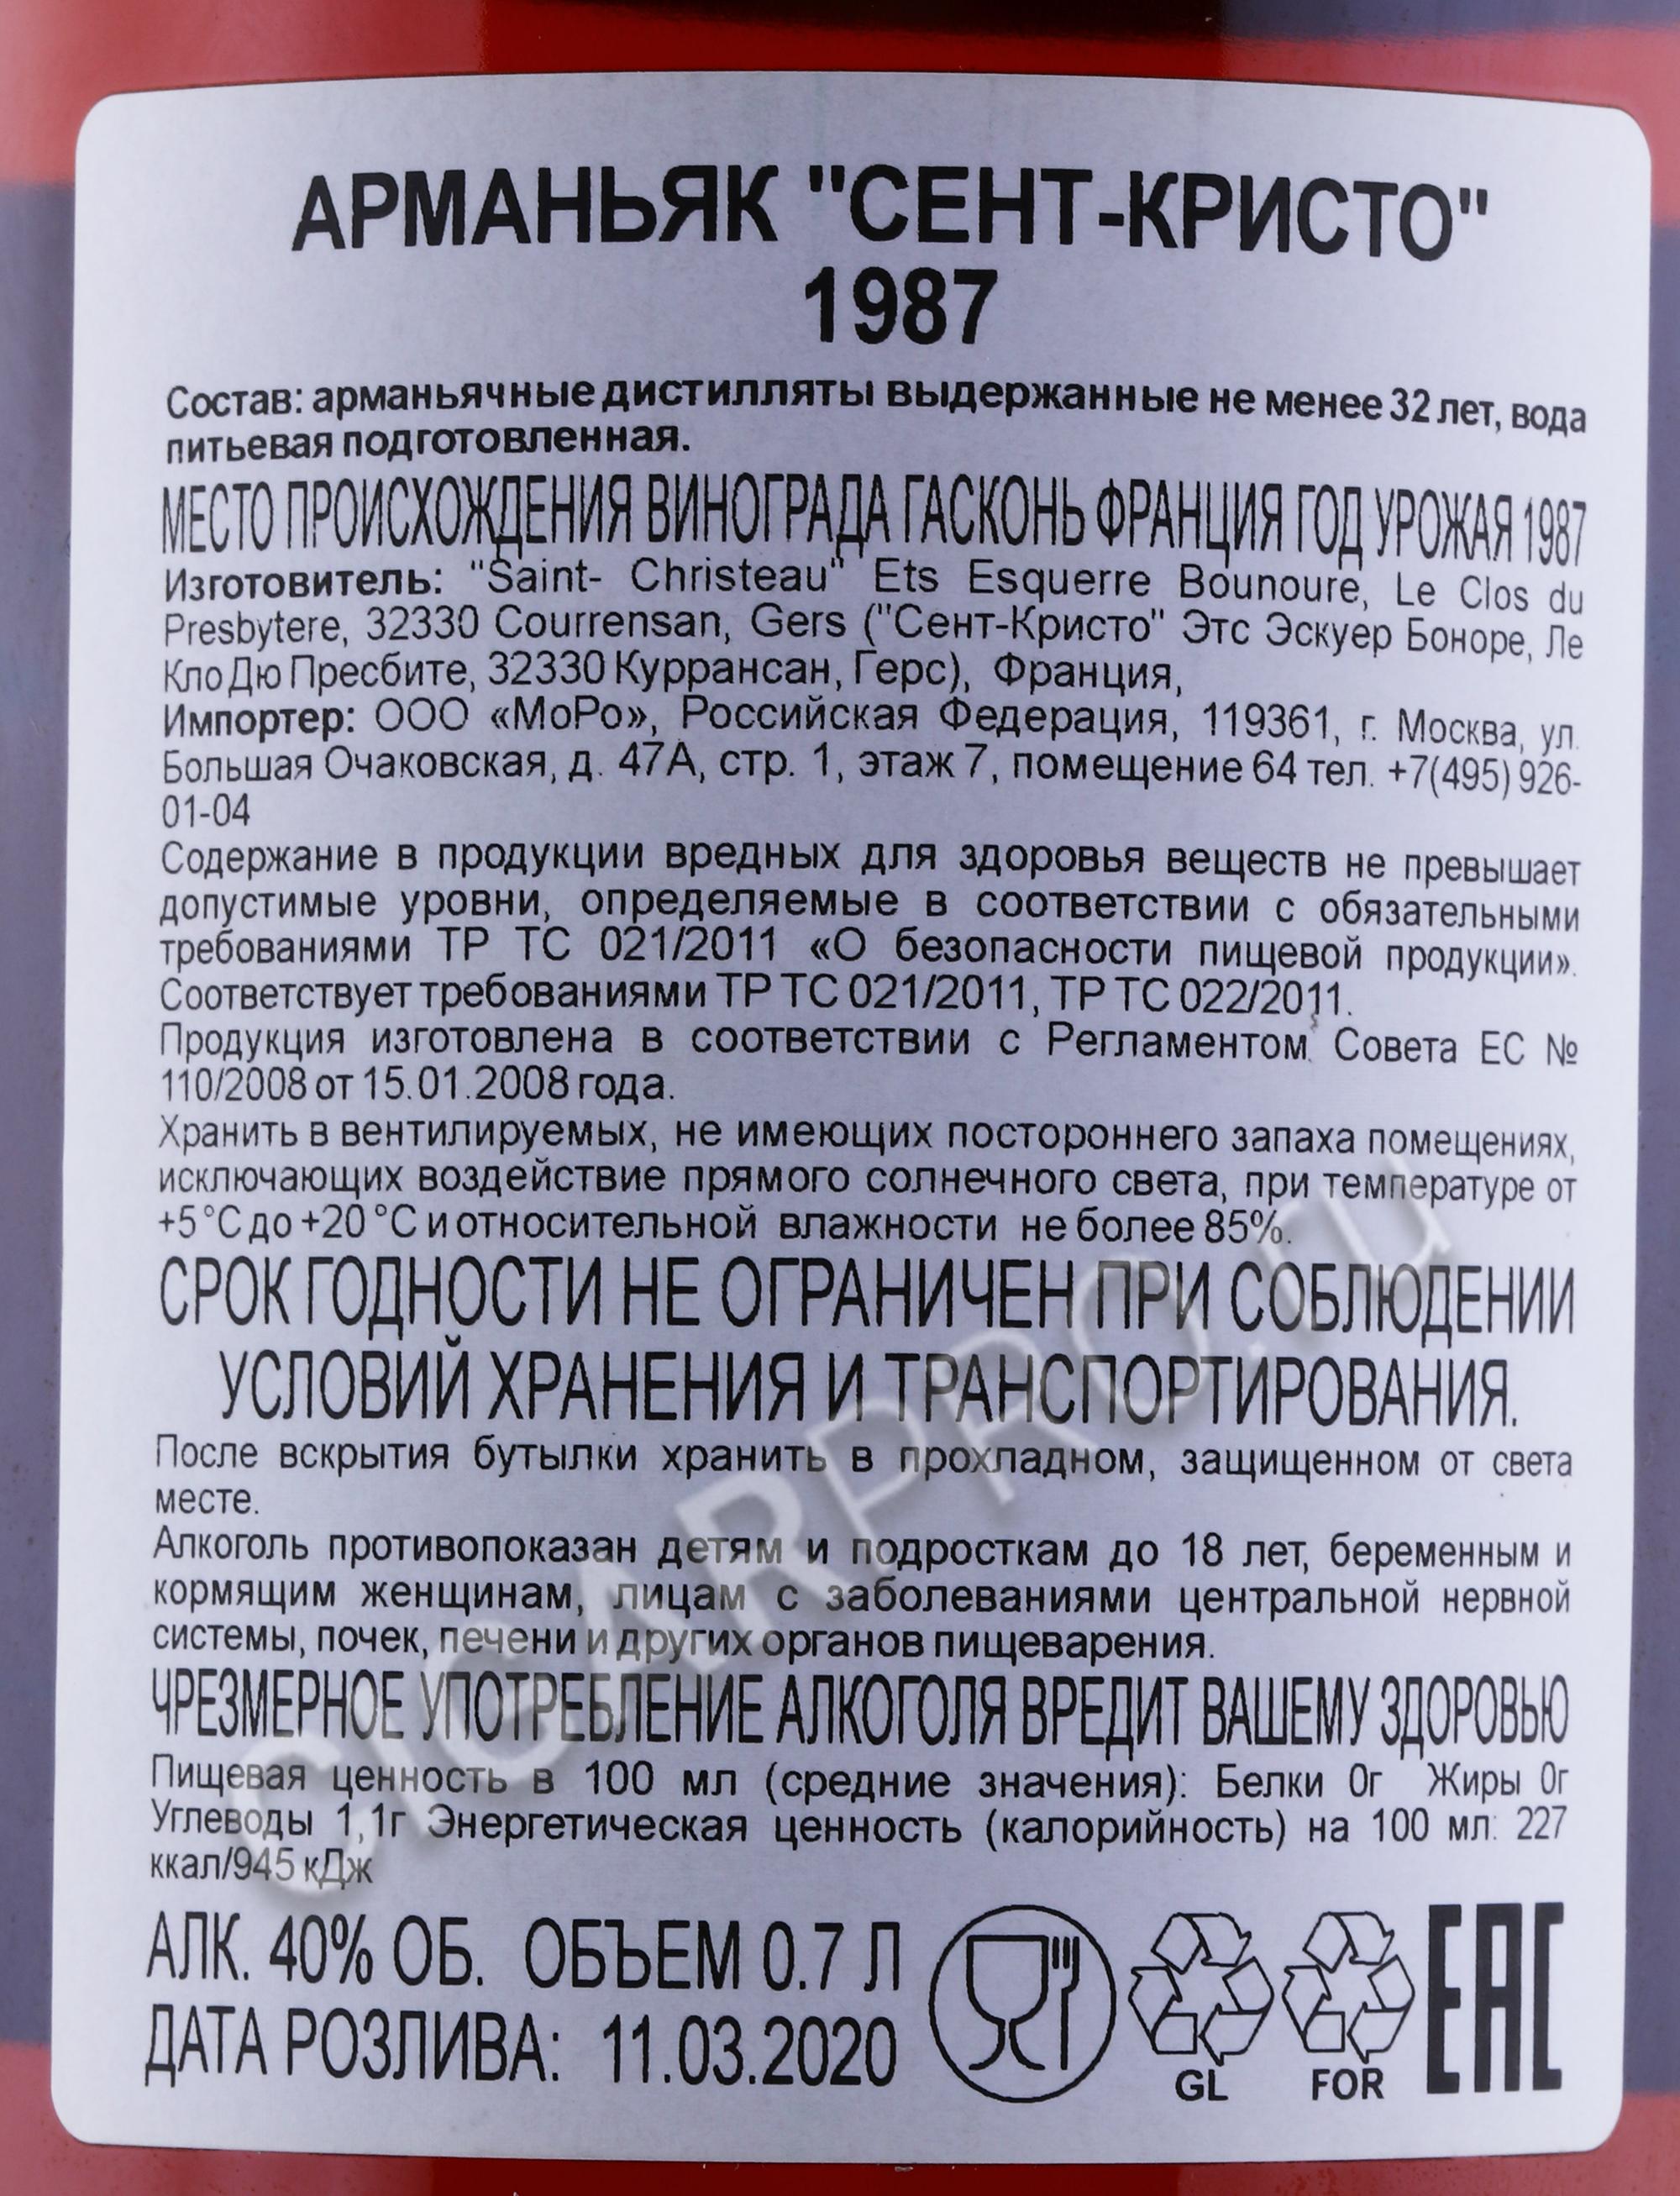 АРМАНЬЯК "СЕНТ-КРИСТО"
1987
Состав: арманьячные дистилляты выдержанные не менее 32 лет, вода
питьевая подготовленная.
МЕСТО ПРОИСХОЖДЕНИЯ ВИНОГРАДА ГАСКОНЬ ФРАНЦИЯ ГОД УРОЖАЯ 1987
Изготовитель: "Saint- Christeau" Ets Esquerre Bounoure, Le Clos du
Presbytere, 32330 Courrensan, Gers ("Сент-Кристо" Этс Эскуер Боноре, Ле
Кло Дю Пресбите, 32330 Куррансан, Герс), Франция,
Импортер: ООО «МоРо», Российская Федерация, 119361, г. Москва, ул.
Большая Очаковская, д. 47А, стр. 1, этаж 7, помещение 64 тел. +7(495) 926-
01-04
Содержание в продукции вредных для здоровья веществ не превышает
допустимые уровни, определяемые в соответствии с обязательными
требованиями ТР ТС 021/2011 «О безопасности пищевой продукции».
Соответствует требованиями ТР ТС 021/2011, ТР ТС 022/2011.
Продукция изготовлена в соответствии с Регламентом Совета ЕС №
110/2008 от 15.01.2008 года.
Хранить в вентилируемых, не имеющих постороннего запаха помещениях,
исключающих воздействие прямого солнечного света, при температуре от
+5 °С до +20 °С и относительной влажности не более 85%.
СРОК ГОДНОСТИ НЕ ОГРАНИЧЕН ПРИ СОБЛЮДЕНИИ
УСЛОВИЙ ХРАНЕНИЯ И ТРАНСПОРТИРОВАНИЯ.
После вскрытия бутылки хранить в прохладном, защищенном от света
месте.
Алкоголь противопоказан детям и подросткам до 18 лет, беременным и
кормящим женщинам, лицам с заболеваниями центральной нервной
системы, почек, печени и других органов пищеварения.
ЧРЕЗМЕРНОЕ УПОТРЕБЛЕНИЕ АЛКОГОЛЯ ВРЕДИТ ВАШЕМУ ЗДОРОВЬЮ
Пищевая ценность в 100 мл (средние значения): Белки 0г Жиры 0г
Углеводы 1,1г Энергетическая ценность (калорийность) на 100 мл: 227
ккал/945 кДж
АЛК. 40% ОБ. ОБЪЕМ 0.7 Л
ДАТА РОЗЛИВА: 11.03.2020
GL
FOR
EAC
CIGARPRO.ru